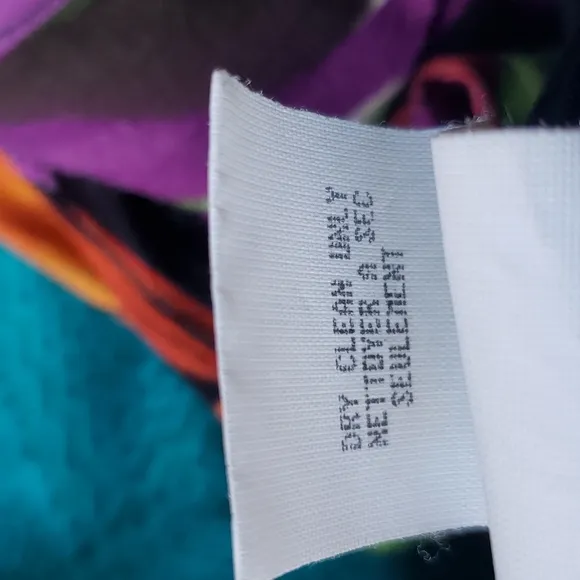 DRY CLEAN ONLY
NETTOYER A SEC
SEULEMENT